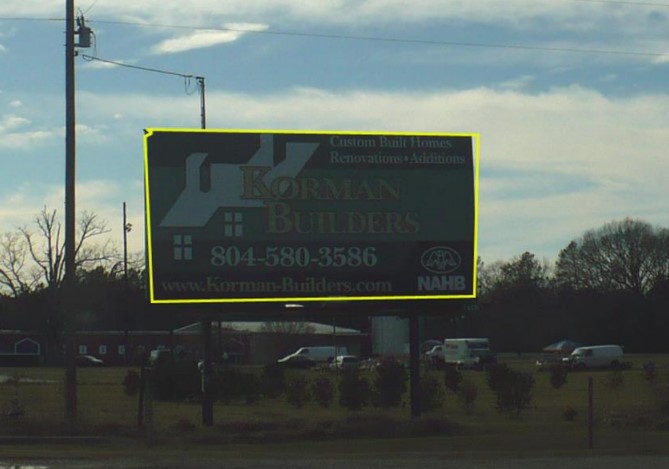 Custom Built Homes
Renovations • Additions
KORMAN
BUILDERS
804-580-3586
www.Korman-Builders.com
NAHB